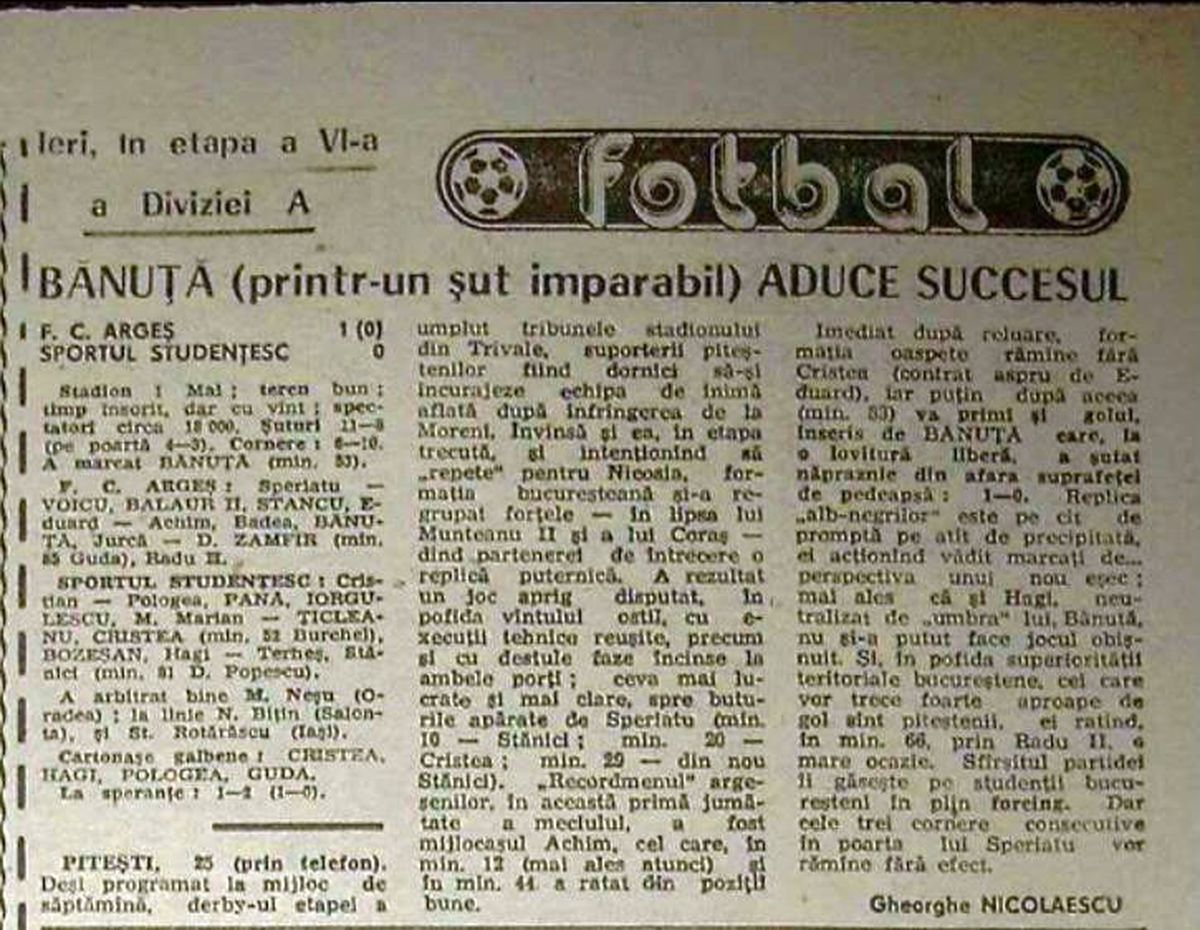 Ieri, în etapa a VI-a
a Diviziei A
fotbal
BĂNUȚĂ (printr-un șut imparabil) ADUCE SUCCESUL
F. C. ARGEȘ 1 (0)
SPORTUL STUDENȚESC 0
Stadion 1 Mai ; teren bun ;
timp însorit, dar cu vînt ; spec-
tatori circa 18 000. Șuturi 11—8
(pe poartă 4—3). Cornere : 6—10.
A marcat BĂNUȚĂ (min. 53).
F. C. ARGEȘ : Speriatu —
VOICU, BALAUR II, STANCU, E-
duard — Achim, Badea, BĂNU-
ȚĂ, Jurcă — D. ZAMFIR (min.
85 Guda), Radu II.
SPORTUL STUDENȚESC : Cris-
tian — Pologea, PANĂ, IORGU-
LESCU, M. Marian — TICLEA-
NU, CRISTEA (min. 52 Burchel),
BOZEȘAN, Hagi — Terheș, Stă-
nici (min. 81 D. Popescu).
A arbitrat bine M. Neșu (O-
radea) ; la linie N. Bițin (Salon-
ta), și St. Rotărăscu (Iași).
Cartonașe galbene : CRISTEA,
HAGI, POLOGEA, GUDA.
La speranțe : 1—2 (1—0).
PITEȘTI, 25 (prin telefon).
Deși programat la mijloc de
săptămînă, derby-ul etapei a
umplut tribunele stadionului
din Trivale, suporterii piteș-
tenilor fiind dornici să-și
încurajeze echipa de inimă
aflată după înfrîngerea de la
Moreni. Învinsă și ea, în etapa
trecută, și intenționînd să
„repete“ pentru Nicosia, for-
mația bucureșteană și-a re-
grupat forțele — în lipsa lui
Munteanu II și a lui Coraș —
dînd partenerei de întrecere o
replică puternică. A rezultat
un joc aprig disputat, în
pofida vîntului ostil, cu e-
xecuții tehnice reușite, precum
și cu destule faze încinse la
ambele porți ; ceva mai lu-
crate și mai clare, spre butu-
rile apărate de Speriatu (min.
10 — Stănici ; min. 20 —
Cristea ; min. 29 — din nou
Stănici). „Recordmenul“ arge-
șenilor, în această primă jumă-
tate a meciului, a fost
mijlocașul Achim, cel care, în
min. 12 (mai ales atunci) și
în min. 44 a ratat din poziții
bune.
Imediat după reluare, for-
mația oaspete rămîne fără
Cristea (contrat aspru de E-
duard), iar puțin după aceea
(min. 53) va primi și golul,
înscris de BĂNUȚĂ care, la
o lovitură liberă, a șutat
năpraznic din afara suprafeței
de pedeapsă : 1—0. Replica
„alb-negrilor“ este pe cît de
promptă pe atît de precipitată,
ei acționînd vădit marcați de...
perspectiva unui nou eșec ;
mai ales că și Hagi, neu-
tralizat de „umbra“ lui, Bănuță,
nu și-a putut face jocul obiș-
nuit. Și, în pofida superiorității
teritoriale bucureștene, cei care
vor trece foarte aproape de
gol sînt piteștenii, ei ratînd,
în min. 66, prin Radu II, o
mare ocazie. Sfîrșitul partidei
îi găsește pe studenții bucu-
reșteni în plin forcing. Dar
cele trei cornere consecutive
în poarta lui Speriatu vor
rămîne fără efect.
Gheorghe NICOLAESCU